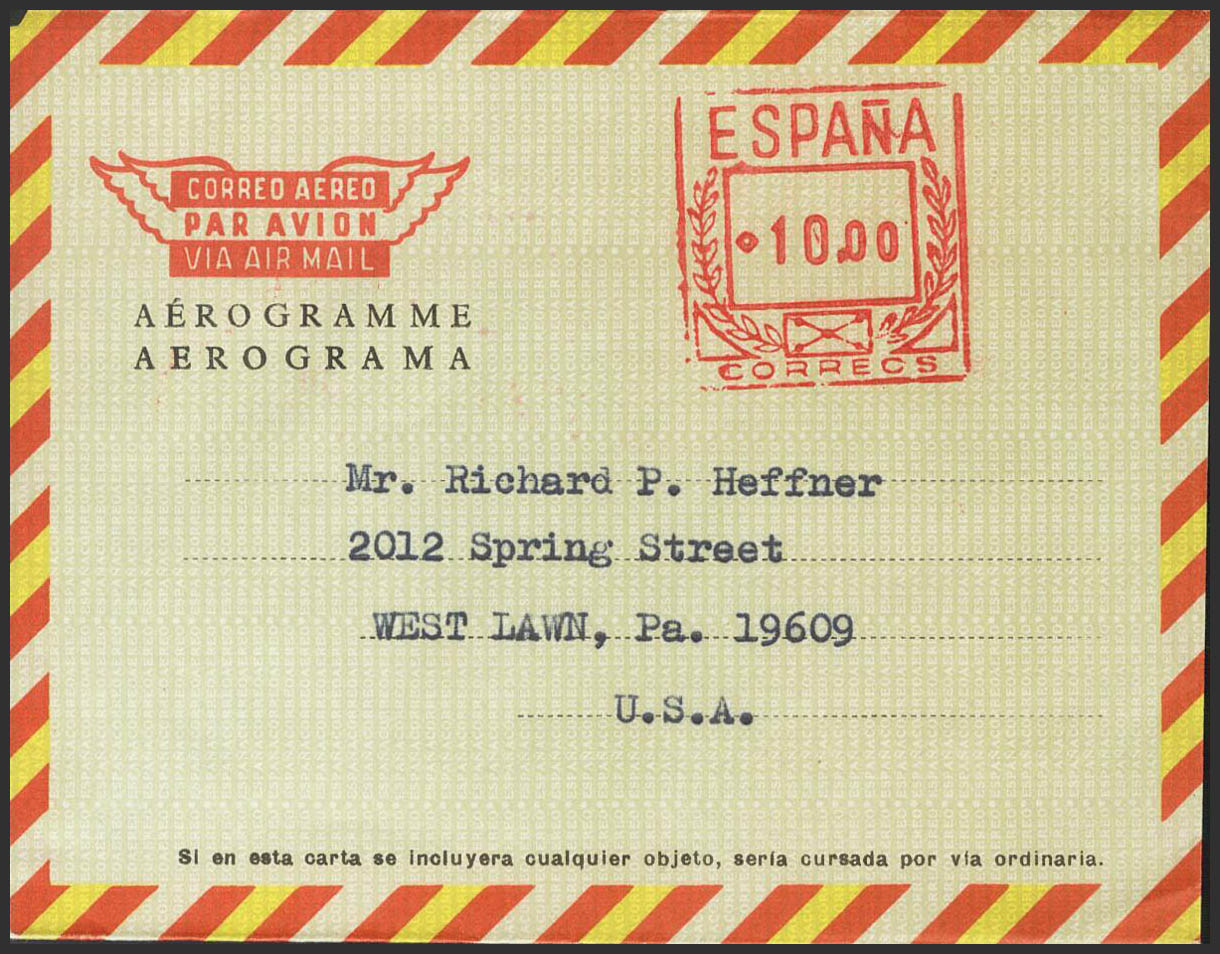 CORREO AEREO
PAR AVION
VIA AIR MAIL
AÉROGRAMME
AEROGRAMA
ESPAÑA
10.00
CORREOS
Mr. Richard P. Heffner
2012 Spring Street
WEST LAWN, Pa. 19609
U.S.A.
Si en esta carta se incluyera cualquier objeto, sería cursada por vía ordinaria.